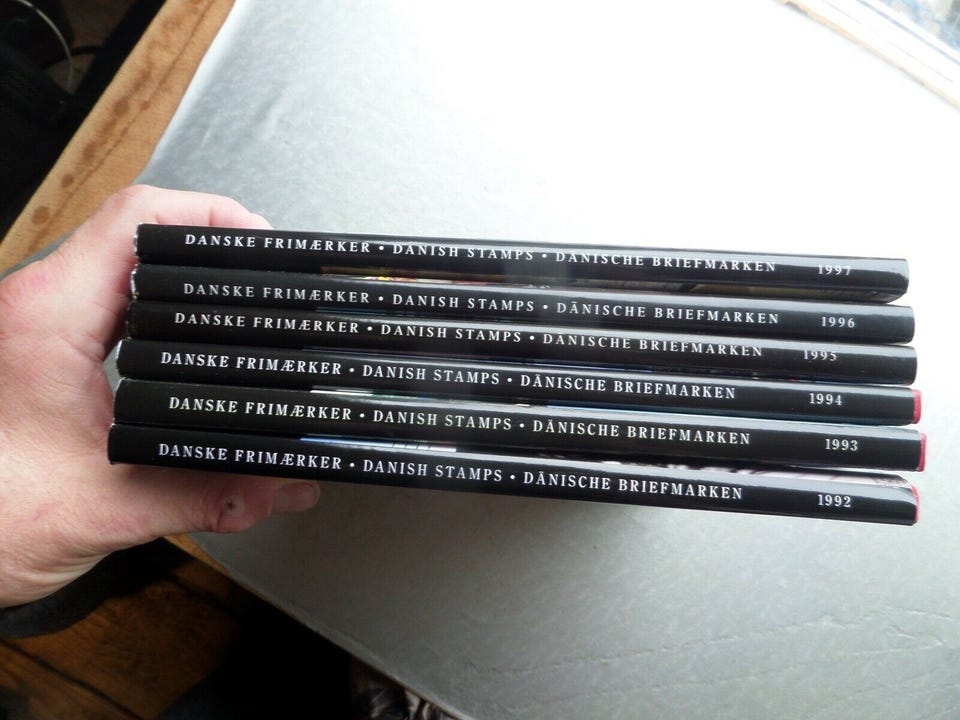 DANSKE FRIMÆRKER • DANISH STAMPS • DÄNISCHE BRIEFMARKEN 1997
DANSKE FRIMÆRKER • DANISH STAMPS • DÄNISCHE BRIEFMARKEN 1996
DANSKE FRIMÆRKER • DANISH STAMPS • DÄNISCHE BRIEFMARKEN 1995
DANSKE FRIMÆRKER • DANISH STAMPS • DÄNISCHE BRIEFMARKEN 1994
DANSKE FRIMÆRKER • DANISH STAMPS • DÄNISCHE BRIEFMARKEN 1993
DANSKE FRIMÆRKER • DANISH STAMPS • DÄNISCHE BRIEFMARKEN 1992